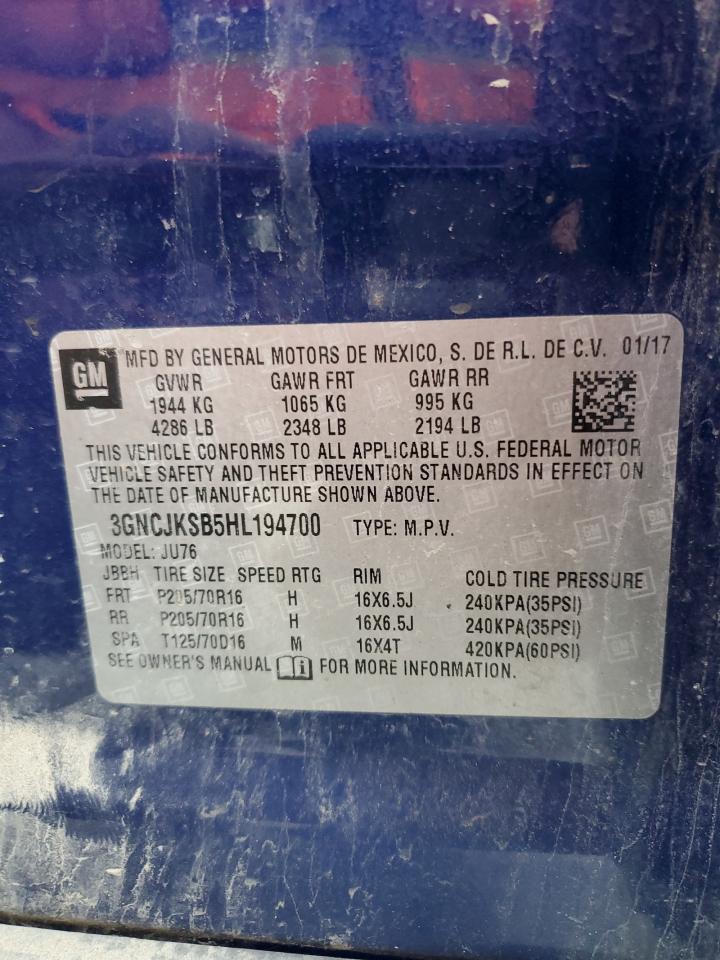 GM MFD BY GENERAL MOTORS DE MEXICO, S. DE R.L. DE C.V. 01/17
GVWR GAWR FRT GAWR RR
1944 KG 1065 KG 995 KG
4286 LB 2348 LB 2194 LB
THIS VEHICLE CONFORMS TO ALL APPLICABLE U.S. FEDERAL MOTOR
VEHICLE SAFETY AND THEFT PREVENTION STANDARDS IN EFFECT ON
THE DATE OF MANUFACTURE SHOWN ABOVE.
3GNCJKSB5HL194700 TYPE: M.P.V.
MODEL: JU76
JBBH TIRE SIZE SPEED RTG RIM COLD TIRE PRESSURE
FRT P205/70R16 H 16X6.5J 240KPA(35PSI)
RR P205/70R16 H 16X6.5J 240KPA(35PSI)
SPA T125/70D16 M 16X4T 420KPA(60PSI)
SEE OWNER'S MANUAL FOR MORE INFORMATION.